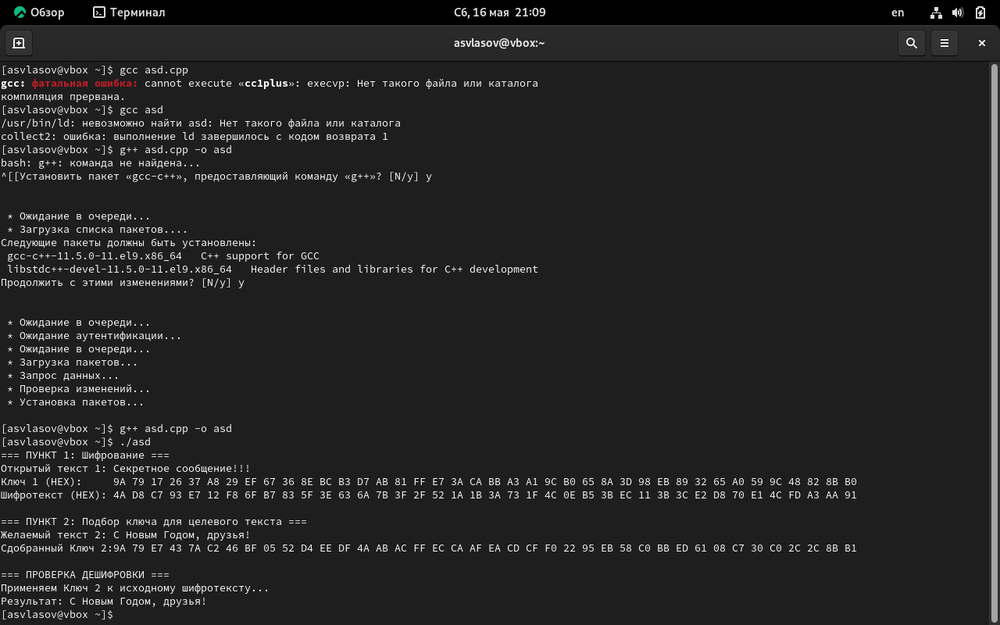 Обзор Терминал Сб, 16 мая 21:09 en
asvlasov@vbox:~
[asvlasov@vbox ~]$ gcc asd.cpp
gcc: фатальная ошибка: cannot execute «cc1plus»: execvp: Нет такого файла или каталога
компиляция прервана.
[asvlasov@vbox ~]$ gcc asd
/usr/bin/ld: невозможно найти asd: Нет такого файла или каталога
collect2: ошибка: выполнение ld завершилось с кодом возврата 1
[asvlasov@vbox ~]$ g++ asd.cpp -o asd
bash: g++: команда не найдена...
^[[Установить пакет «gcc-c++», предоставляющий команду «g++»? [N/y] y
* Ожидание в очереди...
* Загрузка списка пакетов....
Следующие пакеты должны быть установлены:
gcc-c++-11.5.0-11.el9.x86_64 C++ support for GCC
libstdc++-devel-11.5.0-11.el9.x86_64 Header files and libraries for C++ development
Продолжить с этими изменениями? [N/y] y
* Ожидание в очереди...
* Ожидание аутентификации...
* Ожидание в очереди...
* Загрузка пакетов...
* Запрос данных...
* Проверка изменений...
* Установка пакетов...
[asvlasov@vbox ~]$ g++ asd.cpp -o asd
[asvlasov@vbox ~]$ ./asd
=== ПУНКТ 1: Шифрование ===
Открытый текст 1: Секретное сообщение!!!
Ключ 1 (HEX): 9A 79 17 26 37 A8 29 EF 67 36 8E BC B3 D7 AB 81 FF E7 3A CA BB A3 A1 9C B0 65 8A 3D 98 EB 89 32 65 A0 59 9C 48 82 8B B0
Шифротекст (HEX): 4A D8 C7 93 E7 12 F8 6F B7 83 5F 3E 63 6A 7B 3F 2F 52 1A 1B 3A 73 1F 4C 0E B5 3B EC 11 3B 3C E2 D8 70 E1 4C FD A3 AA 91
=== ПУНКТ 2: Подбор ключа для целевого текста ===
Желаемый текст 2: С Новым Годом, друзья!
Сдобранный Ключ 2:9A 79 E7 43 7A C2 46 BF 05 52 D4 EE DF 4A AB AC FF EC CA AF EA CD CF F0 22 95 EB 58 C0 BB ED 61 08 C7 30 C0 2C 2C 8B B1
=== ПРОВЕРКА ДЕШИФРОВКИ ===
Применяем Ключ 2 к исходному шифротексту...
Результат: С Новым Годом, друзья!
[asvlasov@vbox ~]$